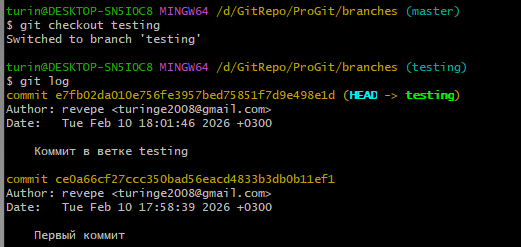 turin@DESKTOP-SN5IOC8 MINGW64 /d/GitRepo/ProGit/branches (master)
$ git checkout testing
Switched to branch 'testing'
turin@DESKTOP-SN5IOC8 MINGW64 /d/GitRepo/ProGit/branches (testing)
$ git log
commit e7fb02da010e756fe3957bed75851f7d9e498e1d (HEAD -> testing)
Author: revepe <turinge2008@gmail.com>
Date:   Tue Feb 10 18:01:46 2026 +0300
Коммит в ветке testing
commit ce0a66cf27ccc350bad56eacd4833b3db0b11ef1
Author: revepe <turinge2008@gmail.com>
Date:   Tue Feb 10 17:58:39 2026 +0300
Первый коммит